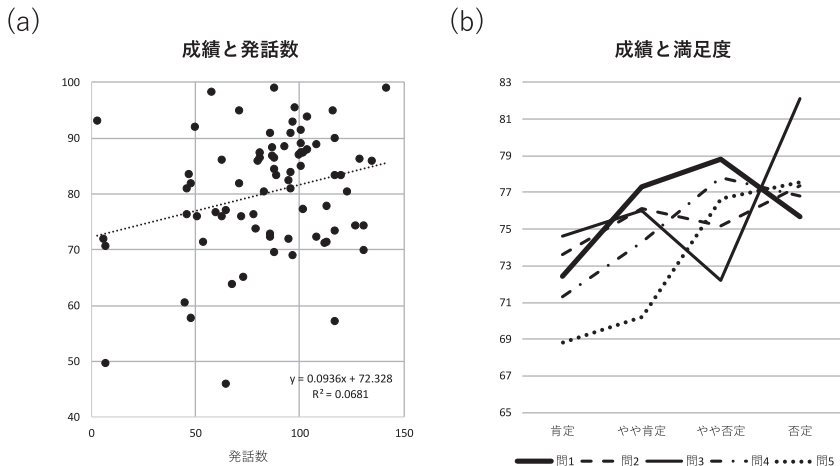 (a)
成績と発話数
100
90
80
70
60
50
40
y = 0.0936x + 72.328
R² = 0.0681
0 50 100 150
発話数
(b)
成績と満足度
83
81
79
77
75
73
71
69
67
65
肯定 やや肯定 やや否定 否定
問1 問2 問3 問4 問5